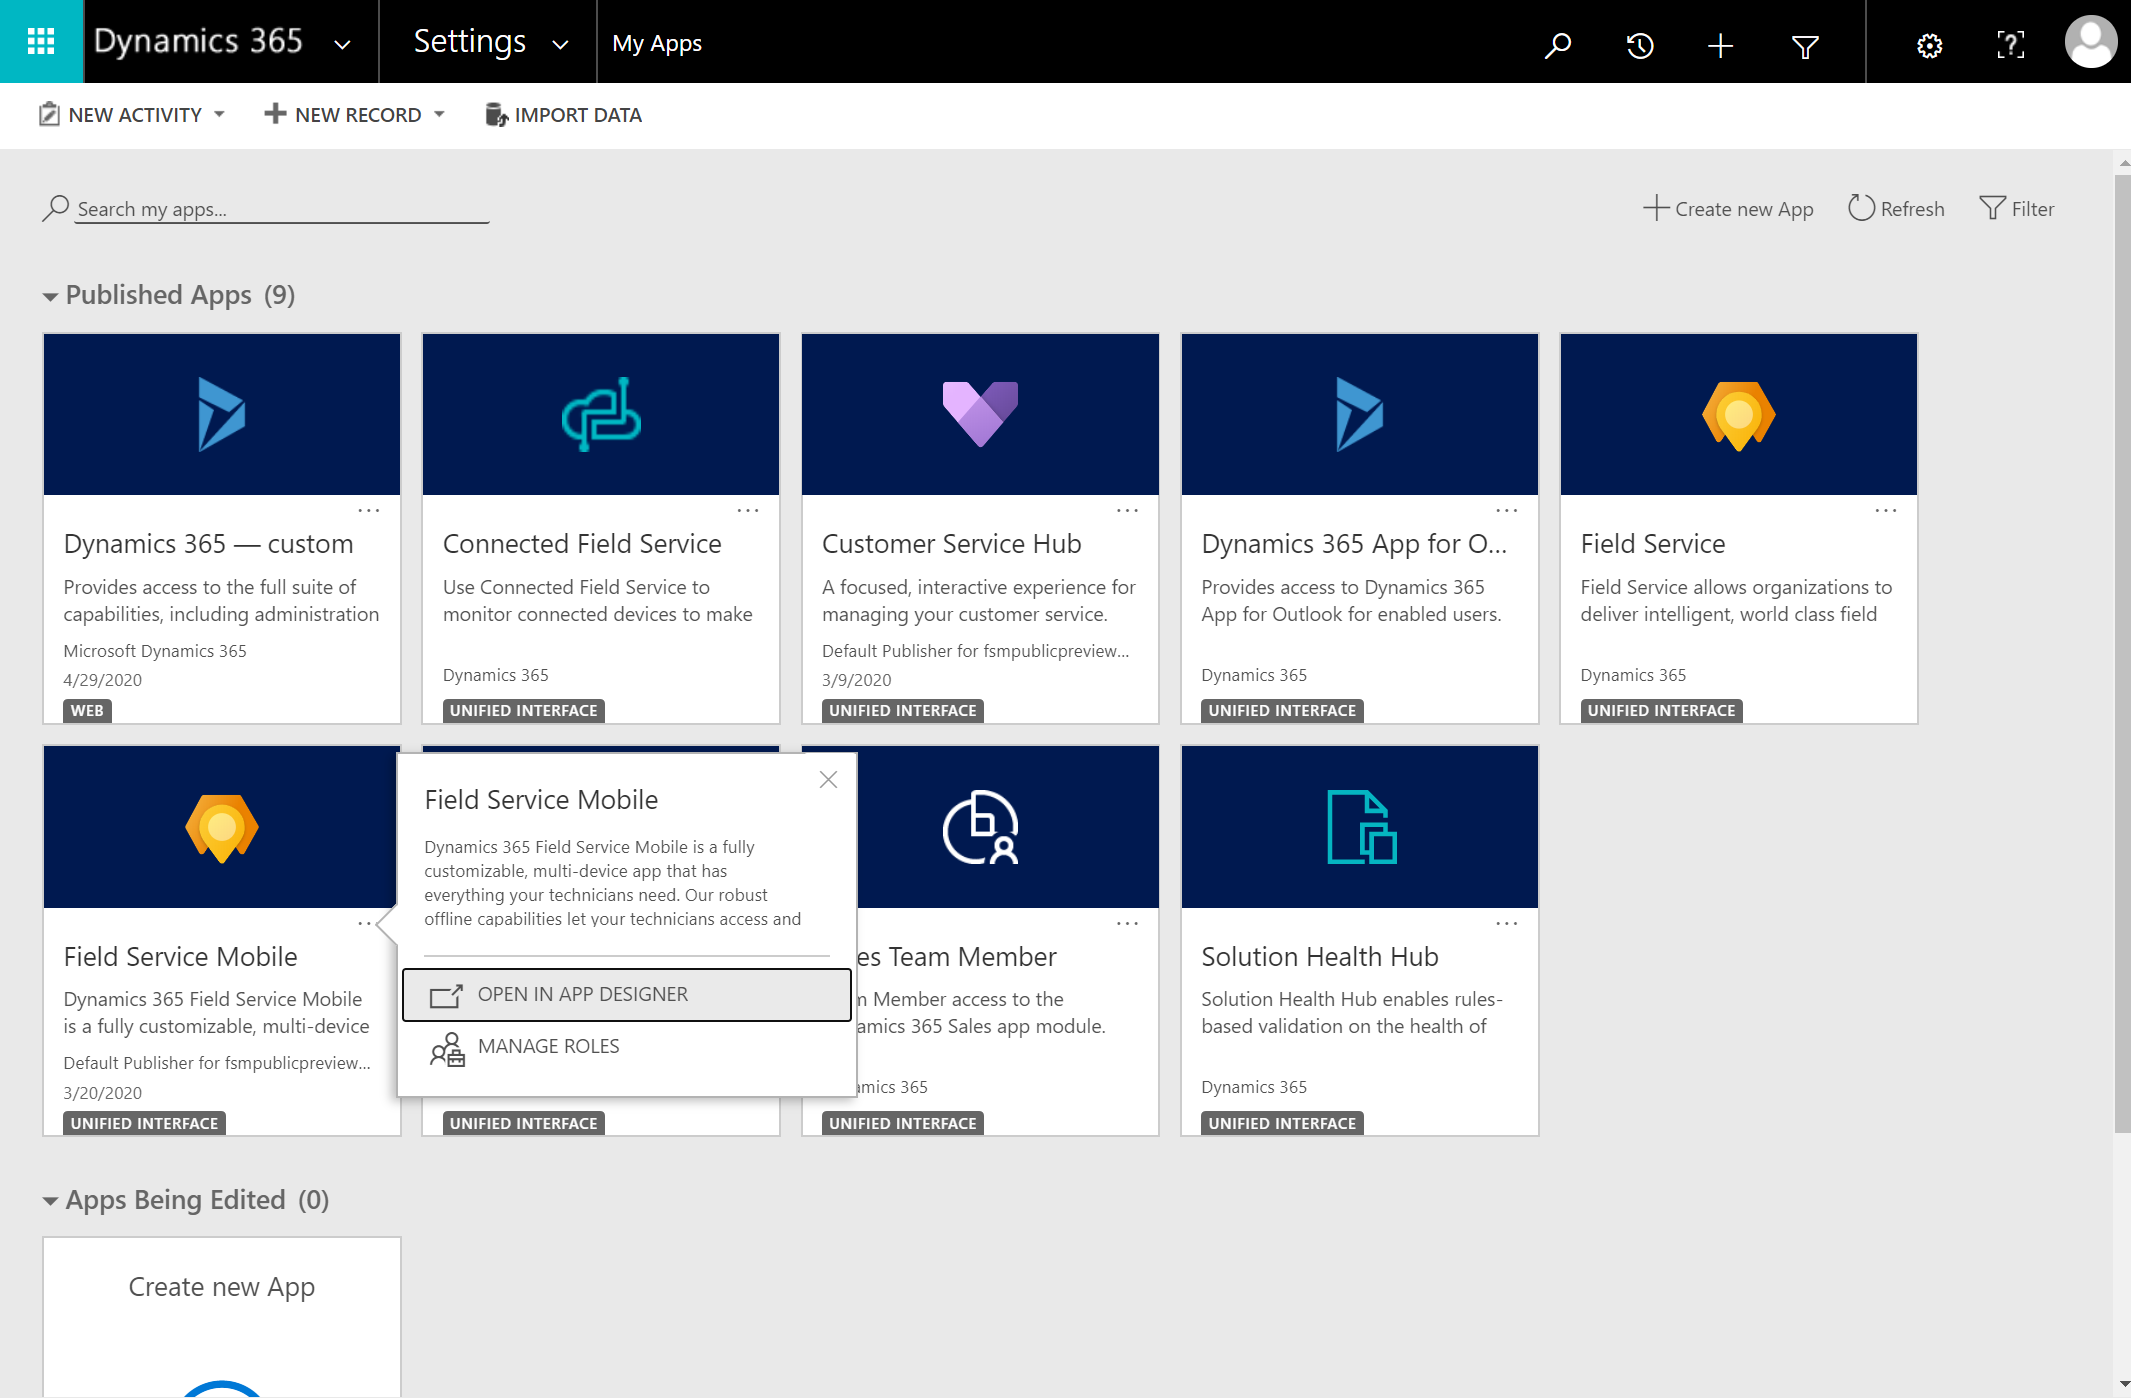 Dynamics 365
Settings
My Apps
NEW ACTIVITY
NEW RECORD
IMPORT DATA
Search my apps...
Create new App
Refresh
Filter
Published Apps (9)
Dynamics 365 — custom
Provides access to the full suite of
capabilities, including administration
Microsoft Dynamics 365
4/29/2020
WEB
Connected Field Service
Use Connected Field Service to
monitor connected devices to make
Dynamics 365
UNIFIED INTERFACE
Customer Service Hub
A focused, interactive experience for
managing your customer service.
Default Publisher for fsmpublicpreview...
3/9/2020
UNIFIED INTERFACE
Dynamics 365 App for O...
Provides access to Dynamics 365
App for Outlook for enabled users.
Dynamics 365
UNIFIED INTERFACE
Field Service
Field Service allows organizations to
deliver intelligent, world class field
Dynamics 365
UNIFIED INTERFACE
Field Service Mobile
Dynamics 365 Field Service Mobile
is a fully customizable, multi-device
Default Publisher for fsmpublicpreview...
3/20/2020
UNIFIED INTERFACE
Field Service Mobile
Dynamics 365 Field Service Mobile is a fully
customizable, multi-device app that has
everything your technicians need. Our robust
offline capabilities let your technicians access and
OPEN IN APP DESIGNER
MANAGE ROLES
UNIFIED INTERFACE
es Team Member
m Member access to the
amics 365 Sales app module.
amics 365
UNIFIED INTERFACE
Solution Health Hub
Solution Health Hub enables rules-
based validation on the health of
Dynamics 365
UNIFIED INTERFACE
Apps Being Edited (0)
Create new App